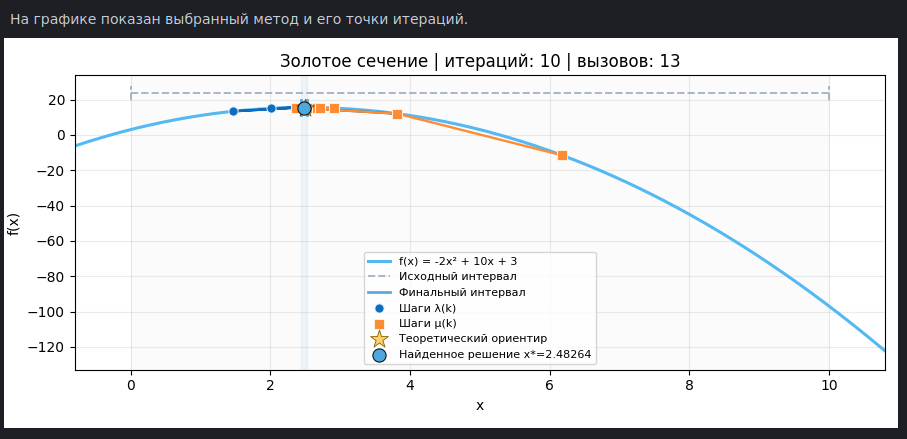 На графике показан выбранный метод и его точки итераций.
Золотое сечение | итераций: 10 | вызовов: 13
f(x)
20
0
−20
−40
−60
−80
−100
−120
f(x) = -2x² + 10x + 3
Исходный интервал
Финальный интервал
Шаги λ(k)
Шаги μ(k)
Теоретический ориентир
Найденное решение x*=2.48264
0 2 4 6 8 10
x